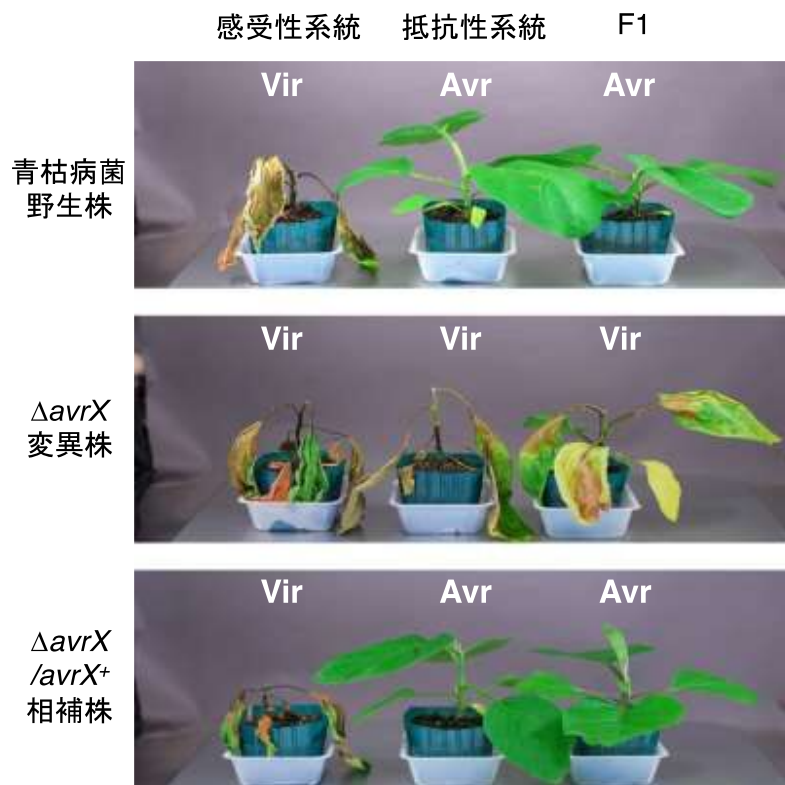 感受性系統 抵抗性系統 F1
青枯病菌
野生株
Vir Avr Avr
ΔavrX
変異株
Vir Vir Vir
ΔavrX
/avrX⁺
相補株
Vir Avr Avr